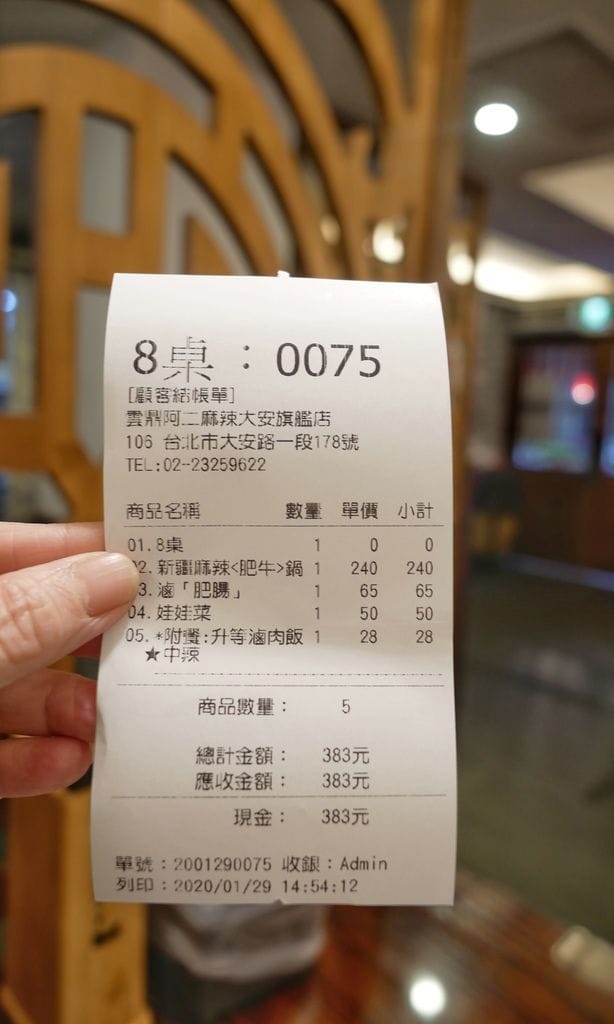 8桌：0075
[顧客結帳單]
雲鼎阿二麻辣大安旗艦店
106 台北市大安路一段178號
TEL:02-23259622
商品名稱 數量 單價 小計
01.8桌 1 0 0
2.新疆麻辣<肥牛>鍋 1 240 240
3.滷「肥腸」 1 65 65
04.娃娃菜 1 50 50
05.*附餐:升等滷肉飯 1 28 28
★中辣
商品數量： 5
總計金額： 383元
應收金額： 383元
現金： 383元
單號：2001290075 收銀：Admin
列印：2020/01/29 14:54:12